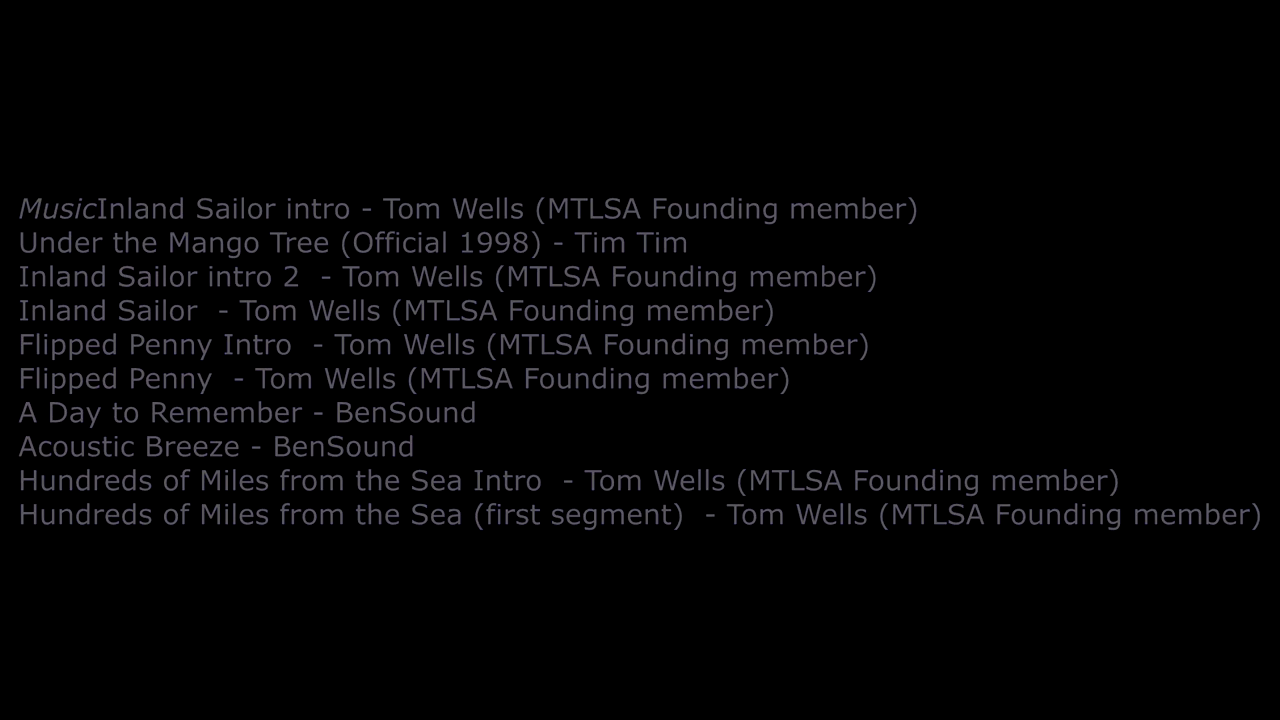 MusicInland Sailor intro - Tom Wells (MTLSA Founding member)
Under the Mango Tree (Official 1998) - Tim Tim
Inland Sailor intro 2  - Tom Wells (MTLSA Founding member)
Inland Sailor  - Tom Wells (MTLSA Founding member)
Flipped Penny Intro  - Tom Wells (MTLSA Founding member)
Flipped Penny  - Tom Wells (MTLSA Founding member)
A Day to Remember - BenSound
Acoustic Breeze - BenSound
Hundreds of Miles from the Sea Intro  - Tom Wells (MTLSA Founding member)
Hundreds of Miles from the Sea (first segment)  - Tom Wells (MTLSA Founding member)